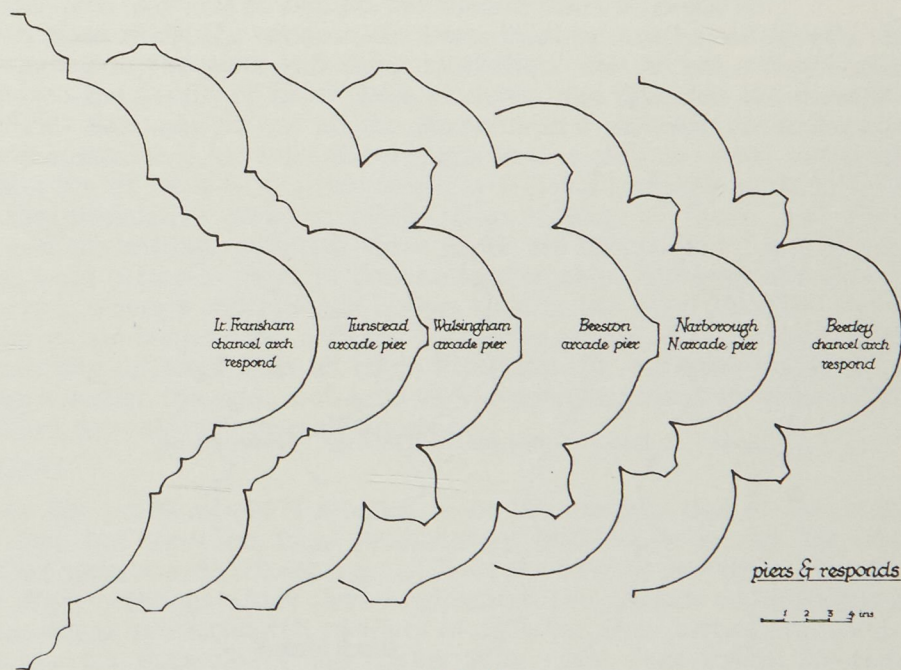 Lt. Fransham
chancel arch
respond
Tunstead
arcade pier
Walsingham
arcade pier
Beeston
arcade pier
Narborough
N. arcade pier
Beetley
chancel arch
respond
piers & responds
1 2 3 4 ins